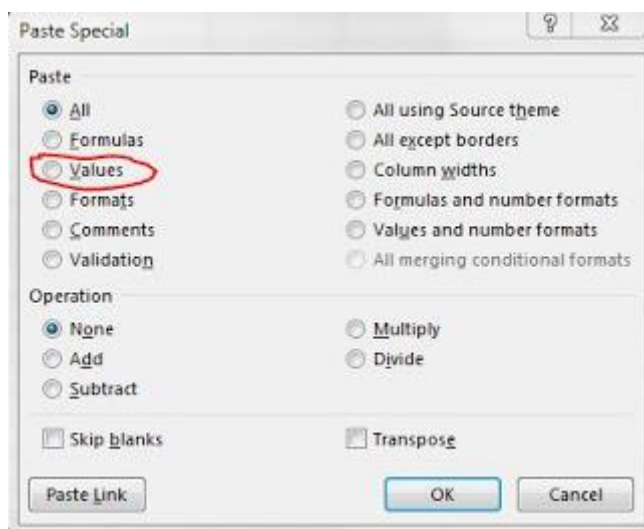 Paste Special
Paste
All
All using Source theme
Formulas
All except borders
Values
Column widths
Formats
Formulas and number formats
Comments
Values and number formats
Validation
All merging conditional formats
Operation
None
Multiply
Add
Divide
Subtract
Skip blanks
Transpose
Paste Link
OK
Cancel